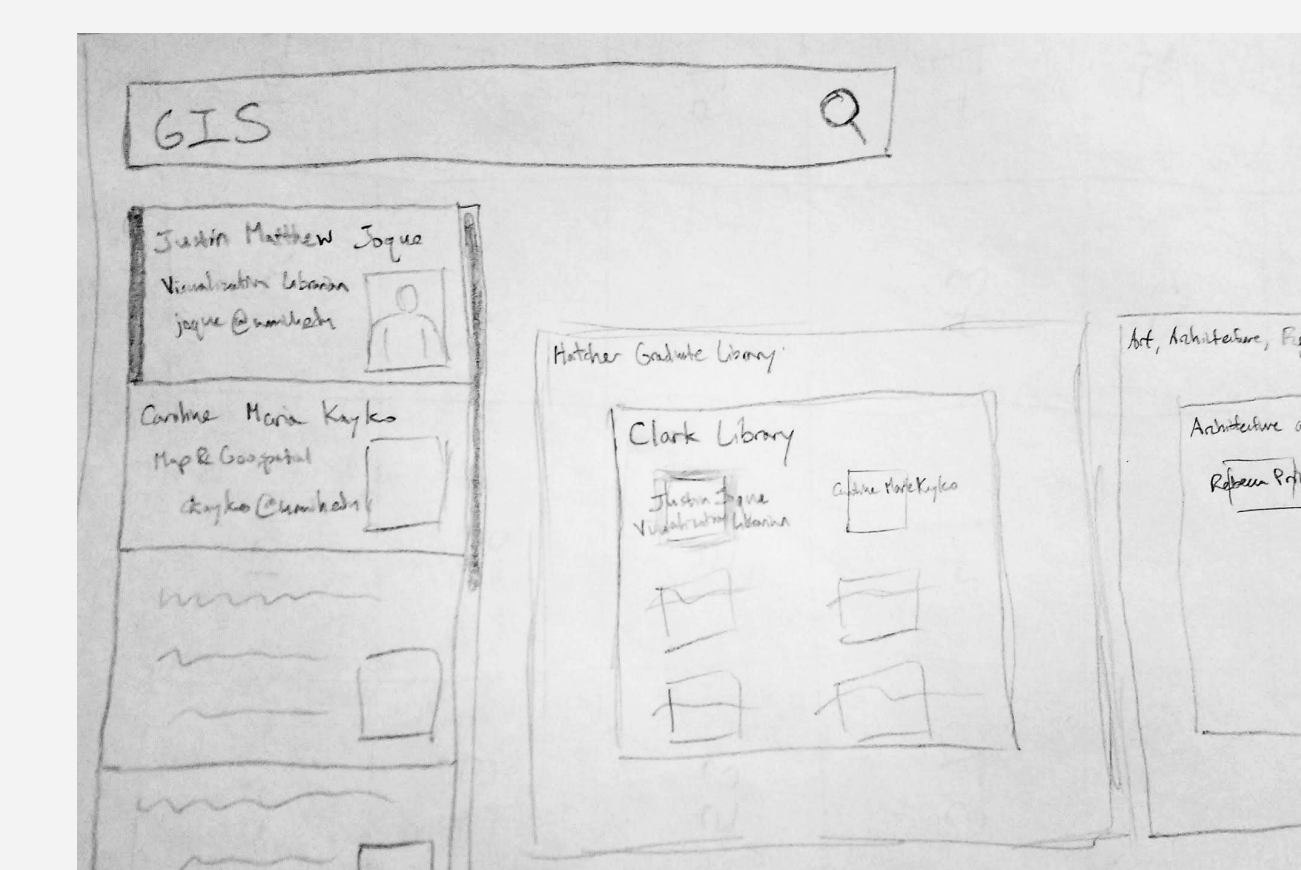 GIS
Justin Matthew Joque
Visualization Librarian
joque@umich.edu
Caroline Maria Kayko
Map & Geospatial
ckayko@umich.edu
Hatcher Graduate Library
Clark Library
Justin Joque
Visualization Librarian
Caroline Marie Kayko
Art, Architecture,
Architecture
Rebecca